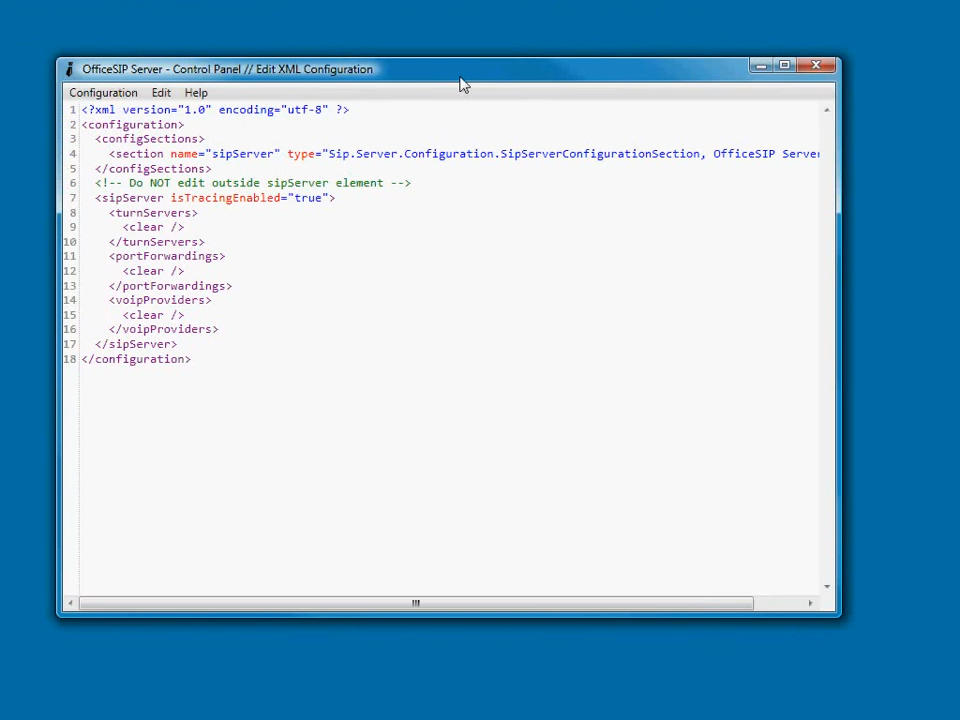 OfficeSIP Server - Control Panel // Edit XML Configuration
Configuration Edit Help
1 <?xml version="1.0" encoding="utf-8" ?>
2 <configuration>
3 <configSections>
4 <section name="sipServer" type="Sip.Server.Configuration.SipServerConfigurationSection, OfficeSIP Server
5 </configSections>
6 <!-- Do NOT edit outside sipServer element -->
7 <sipServer isTracingEnabled="true">
8 <turnServers>
9 <clear />
10 </turnServers>
11 <portForwardings>
12 <clear />
13 </portForwardings>
14 <voipProviders>
15 <clear />
16 </voipProviders>
17 </sipServer>
18 </configuration>